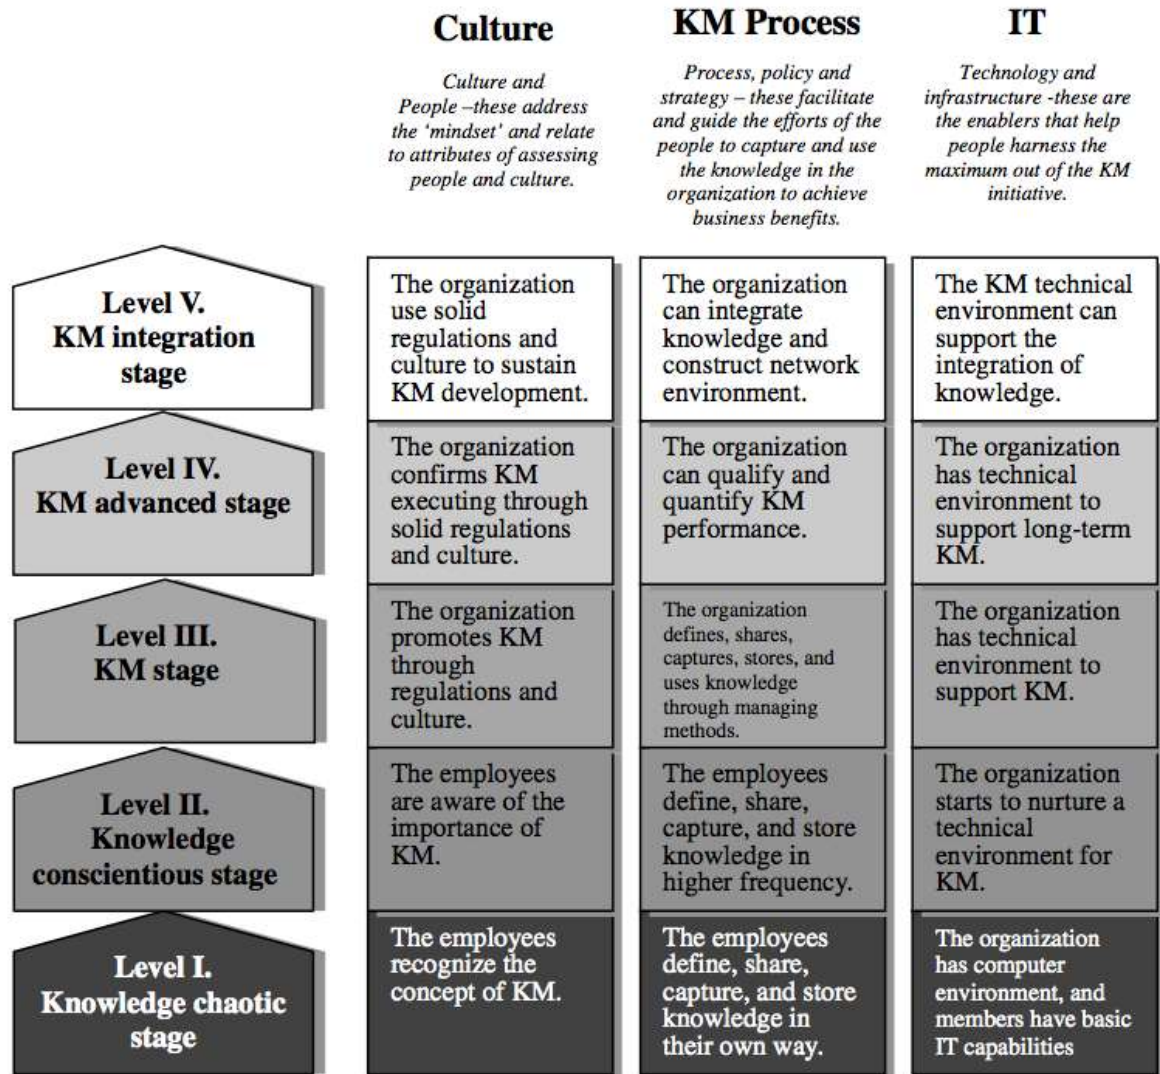 Culture
Culture and
People –these address
the ‘mindset’ and relate
to attributes of assessing
people and culture.
KM Process
Process, policy and
strategy – these facilitate
and guide the efforts of the
people to capture and use
the knowledge in the
organization to achieve
business benefits.
IT
Technology and
infrastructure -these are
the enablers that help
people harness the
maximum out of the KM
initiative.
Level V.
KM integration
stage
The organization
use solid
regulations and
culture to sustain
KM development.
The organization
can integrate
knowledge and
construct network
environment.
The KM technical
environment can
support the
integration of
knowledge.
Level IV.
KM advanced stage
The organization
confirms KM
executing through
solid regulations
and culture.
The organization
can qualify and
quantify KM
performance.
The organization
has technical
environment to
support long-term
KM.
Level III.
KM stage
The organization
promotes KM
through
regulations and
culture.
The organization
defines, shares,
captures, stores, and
uses knowledge
through managing
methods.
The organization
has technical
environment to
support KM.
Level II.
Knowledge
conscientious stage
The employees
are aware of the
importance of
KM.
The employees
define, share,
capture, and store
knowledge in
higher frequency.
The organization
starts to nurture a
technical
environment for
KM.
Level I.
Knowledge chaotic
stage
The employees
recognize the
concept of KM.
The employees
define, share,
capture, and store
knowledge in
their own way.
The organization
has computer
environment, and
members have basic
IT capabilities